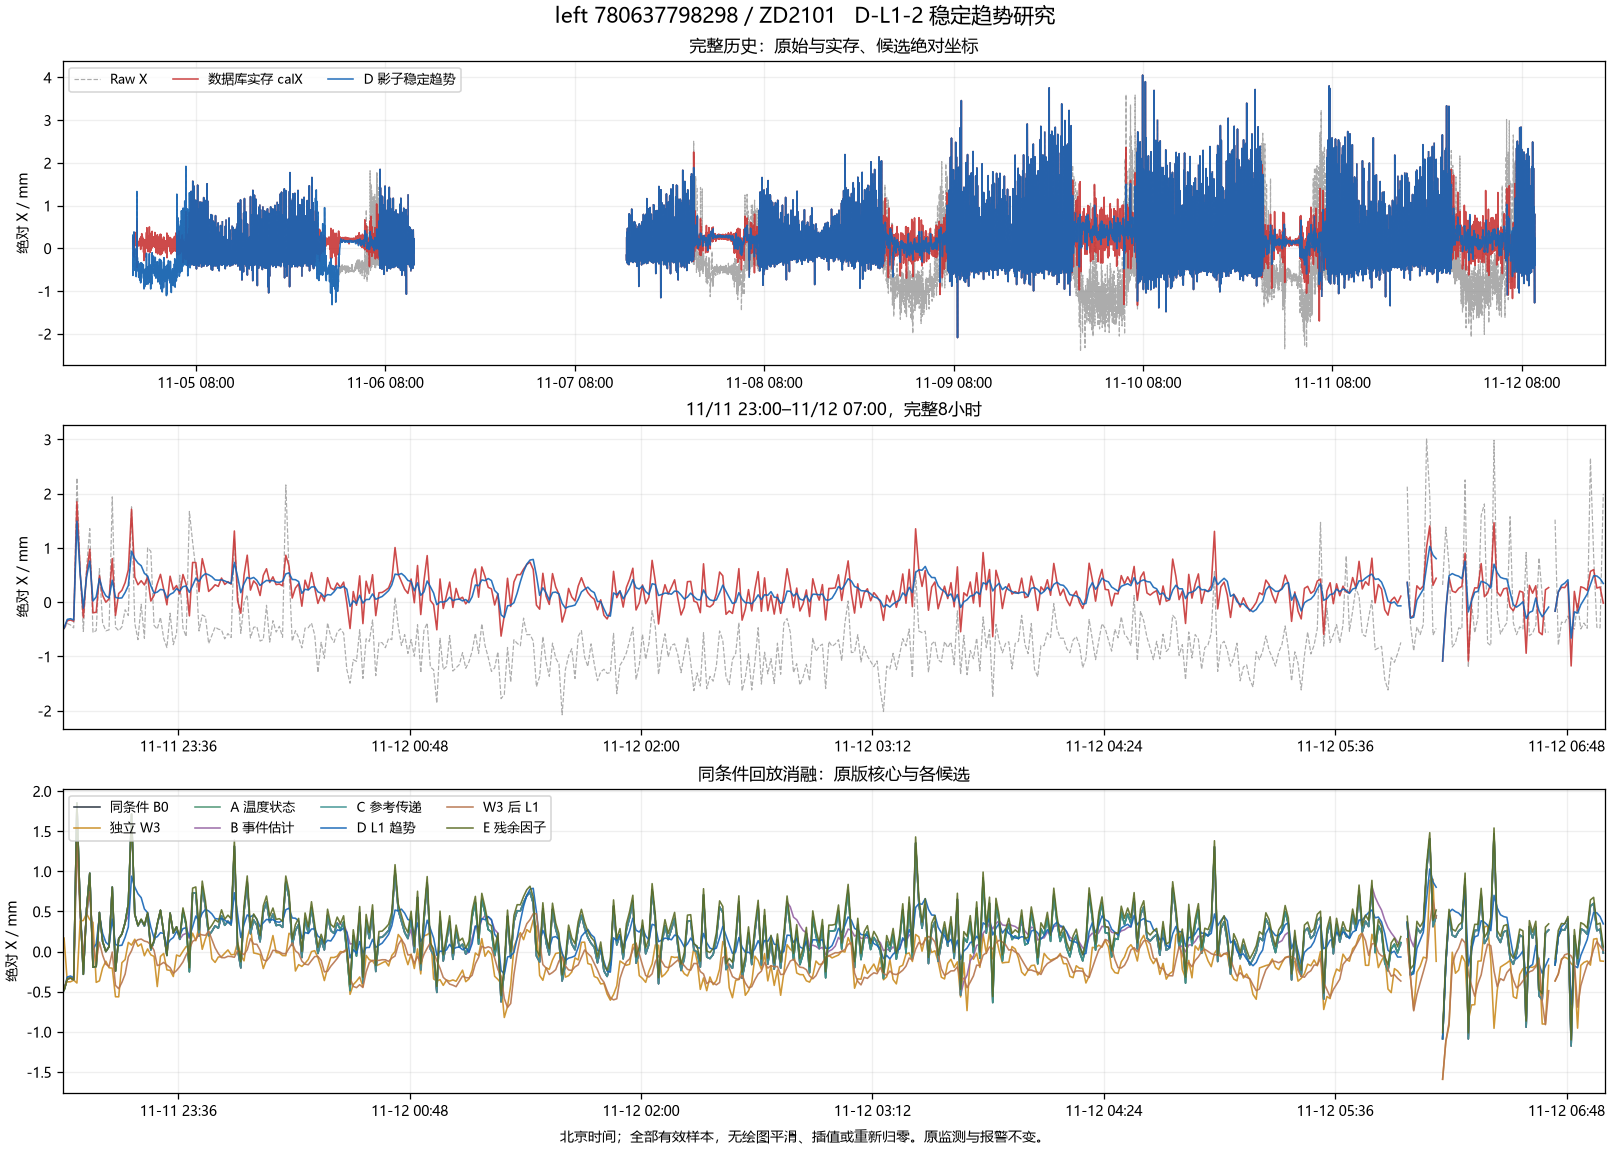 left 780637798298 / ZD2101   D-L1-2 稳定趋势研究
完整历史：原始与实存、候选绝对坐标
Raw X
数据库实存 calX
D 影子稳定趋势
绝对 X / mm
4
3
2
1
0
-1
-2
11-05 08:00
11-06 08:00
11-07 08:00
11-08 08:00
11-09 08:00
11-10 08:00
11-11 08:00
11-12 08:00
11/11 23:00–11/12 07:00，完整8小时
绝对 X / mm
3
2
1
0
-1
-2
11-11 23:36
11-12 00:48
11-12 02:00
11-12 03:12
11-12 04:24
11-12 05:36
11-12 06:48
同条件回放消融：原版核心与各候选
同条件 B0
A 温度状态
C 参考传递
W3 后 L1
独立 W3
B 事件估计
D L1 趋势
E 残余因子
绝对 X / mm
2.0
1.5
1.0
0.5
0.0
-0.5
-1.0
-1.5
11-11 23:36
11-12 00:48
11-12 02:00
11-12 03:12
11-12 04:24
11-12 05:36
11-12 06:48
北京时间；全部有效样本，无绘图平滑、插值或重新归零。原监测与报警不变。